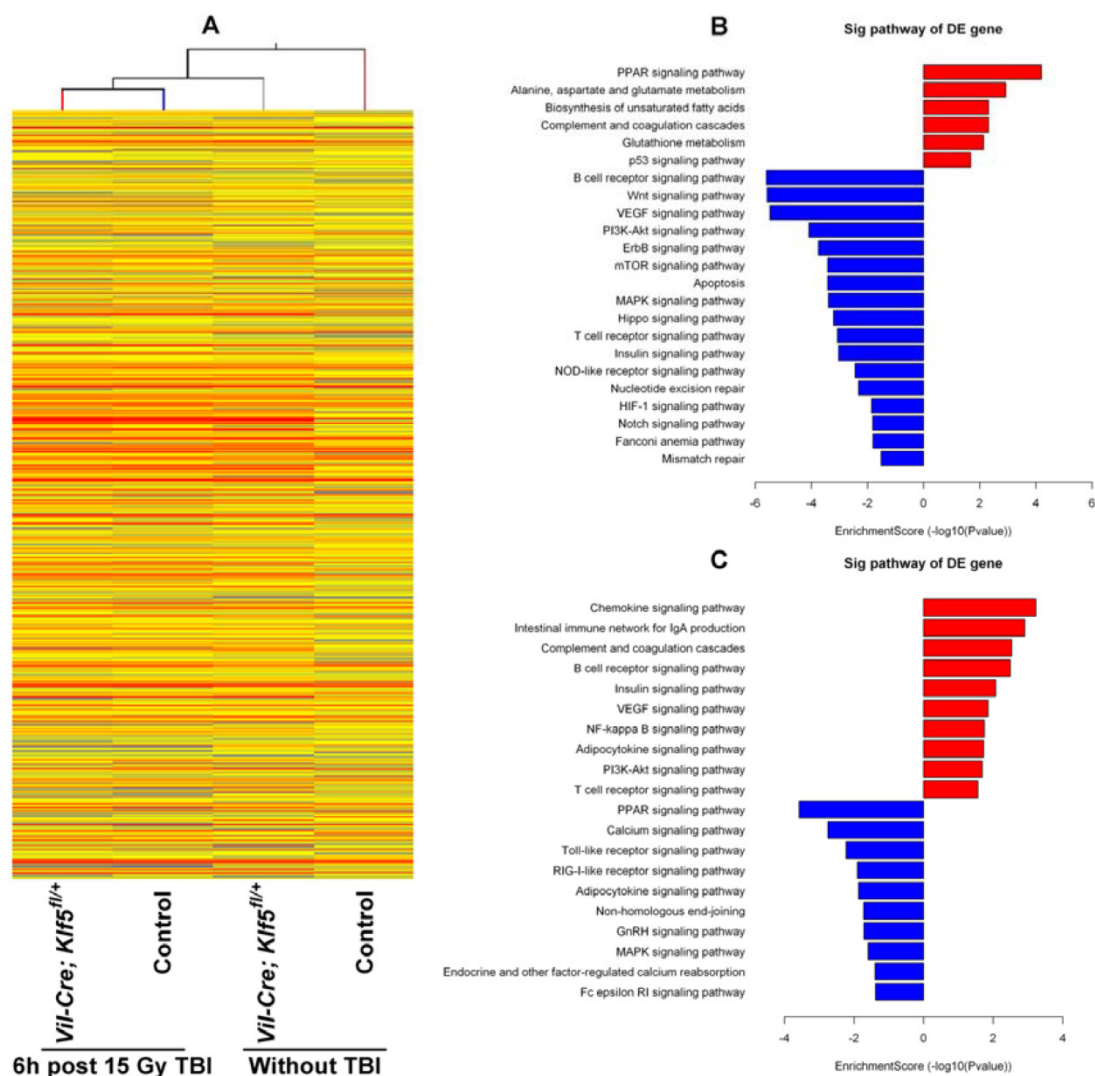 A
Vil-Cre; Klf5fl/+
Control
Vil-Cre; Klf5fl/+
Control
6h post 15 Gy TBI
Without TBI
B
Sig pathway of DE gene
PPAR signaling pathway
Alanine, aspartate and glutamate metabolism
Biosynthesis of unsaturated fatty acids
Complement and coagulation cascades
Glutathione metabolism
p53 signaling pathway
B cell receptor signaling pathway
Wnt signaling pathway
VEGF signaling pathway
PI3K-Akt signaling pathway
ErbB signaling pathway
mTOR signaling pathway
Apoptosis
MAPK signaling pathway
Hippo signaling pathway
T cell receptor signaling pathway
Insulin signaling pathway
NOD-like receptor signaling pathway
Nucleotide excision repair
HIF-1 signaling pathway
Notch signaling pathway
Fanconi anemia pathway
Mismatch repair
-6 -4 -2 0 2 4 6
EnrichmentScore (-log10(Pvalue))
C
Sig pathway of DE gene
Chemokine signaling pathway
Intestinal immune network for IgA production
Complement and coagulation cascades
B cell receptor signaling pathway
Insulin signaling pathway
VEGF signaling pathway
NF-kappa B signaling pathway
Adipocytokine signaling pathway
PI3K-Akt signaling pathway
T cell receptor signaling pathway
PPAR signaling pathway
Calcium signaling pathway
Toll-like receptor signaling pathway
RIG-I-like receptor signaling pathway
Adipocytokine signaling pathway
Non-homologous end-joining
GnRH signaling pathway
MAPK signaling pathway
Endocrine and other factor-regulated calcium reabsorption
Fc epsilon RI signaling pathway
-4 -2 0 2 4
EnrichmentScore (-log10(Pvalue))